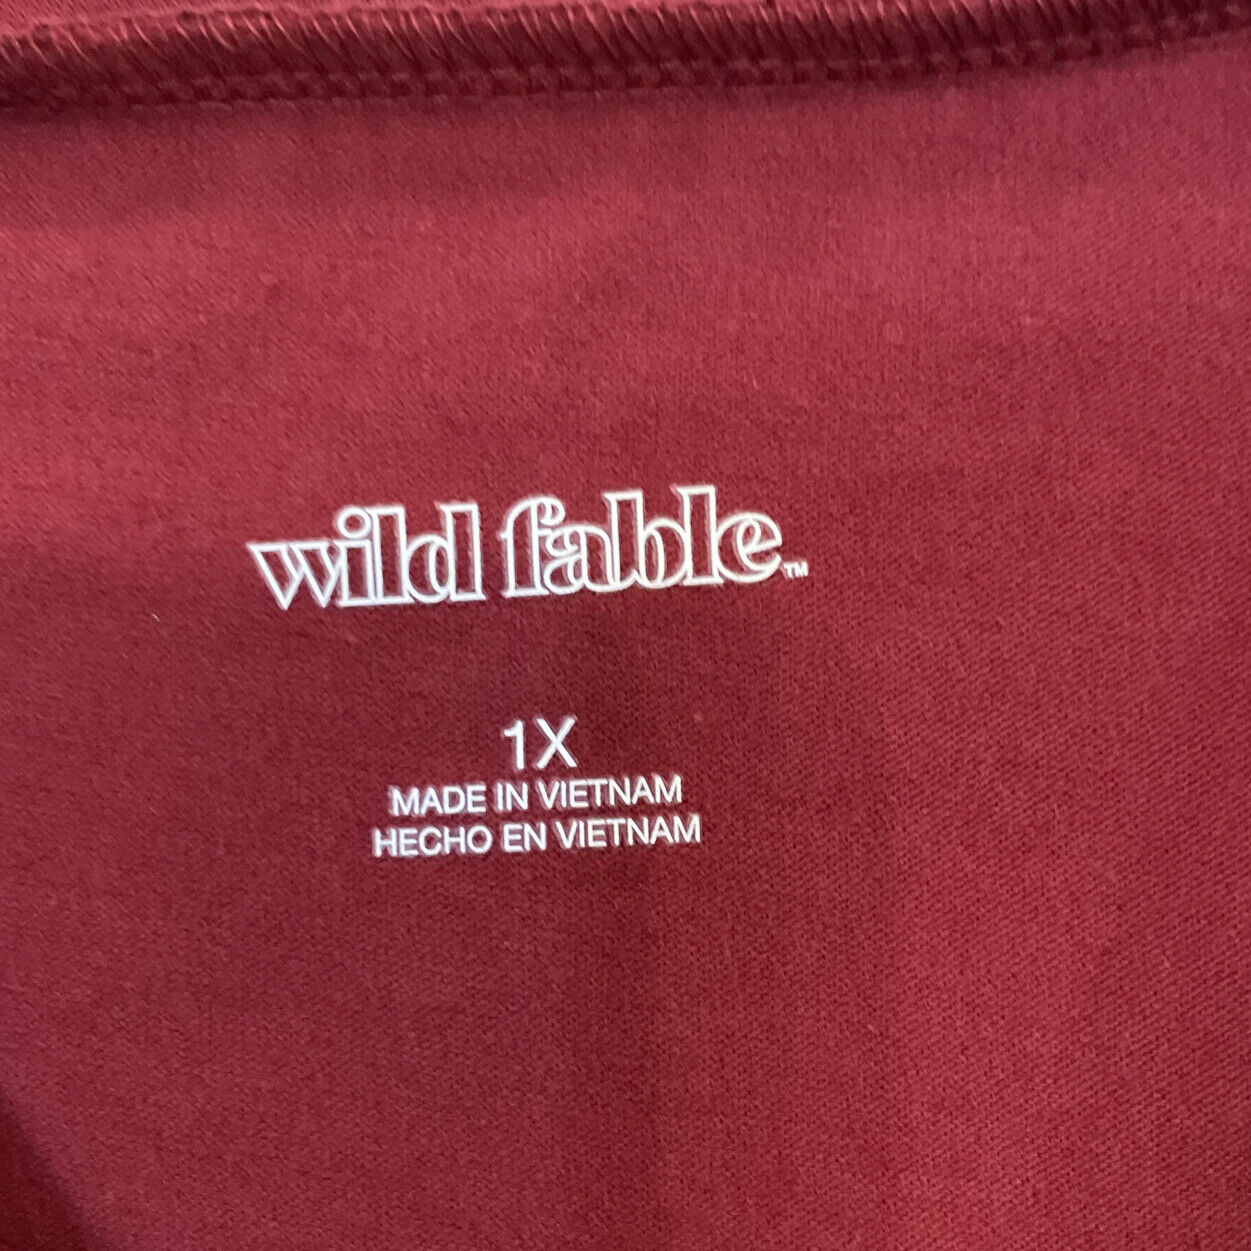 wild fable™
1X
MADE IN VIETNAM
HECHO EN VIETNAM